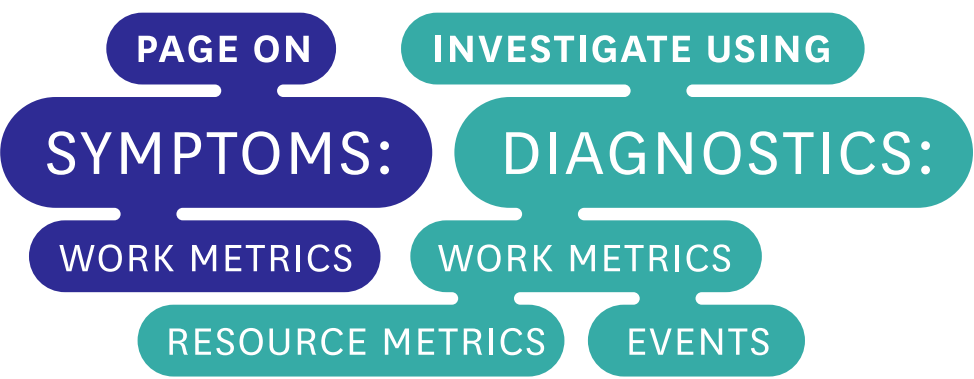 PAGE ON
SYMPTOMS:
WORK METRICS
INVESTIGATE USING
DIAGNOSTICS:
WORK METRICS
RESOURCE METRICS
EVENTS